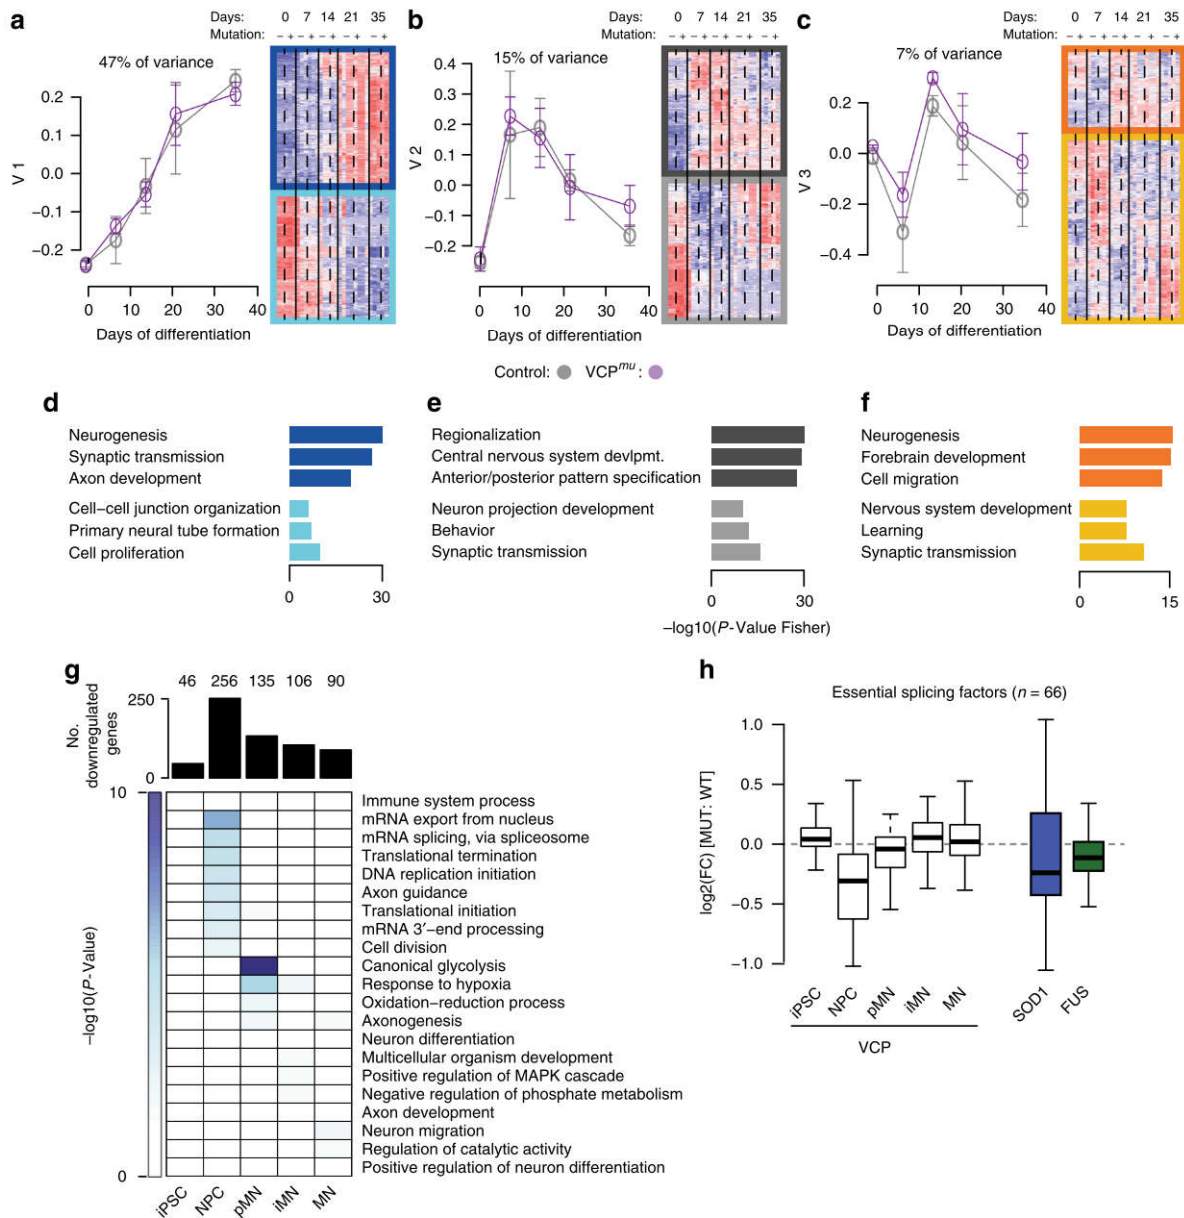 a
Days: 0 7 14 21 35
Mutation: – + – + – + – + – +
47% of variance
V 1
0.2
0.1
0.0
−0.1
−0.2
0 10 20 30 40
Days of differentiation
b
Days: 0 7 14 21 35
Mutation: – + – + – + – + – +
15% of variance
V 2
0.4
0.3
0.2
0.1
0.0
−0.1
−0.2
0 10 20 30 40
Days of differentiation
c
Days: 0 7 14 21 35
Mutation: – + – + – + – + – +
7% of variance
V 3
0.2
0.0
−0.2
−0.4
0 10 20 30 40
Days of differentiation
Control: VCPmu :
d
Neurogenesis
Synaptic transmission
Axon development
Cell−cell junction organization
Primary neural tube formation
Cell proliferation
0 30
e
Regionalization
Central nervous system devlpmt.
Anterior/posterior pattern specification
Neuron projection development
Behavior
Synaptic transmission
0 30
−log10(P-Value Fisher)
f
Neurogenesis
Forebrain development
Cell migration
Nervous system development
Learning
Synaptic transmission
0 15
g
46 256 135 106 90
No. downregulated genes
250
0
10
−log10(P-Value)
0
Immune system process
mRNA export from nucleus
mRNA splicing, via spliceosome
Translational termination
DNA replication initiation
Axon guidance
Translational initiation
mRNA 3′−end processing
Cell division
Canonical glycolysis
Response to hypoxia
Oxidation−reduction process
Axonogenesis
Neuron differentiation
Multicellular organism development
Positive regulation of MAPK cascade
Negative regulation of phosphate metabolism
Axon development
Neuron migration
Regulation of catalytic activity
Positive regulation of neuron differentiation
iPSC NPC pMN iMN MN
h
Essential splicing factors (n = 66)
log2(FC) [MUT: WT]
1.0
0.5
0.0
−0.5
−1.0
iPSC NPC pMN iMN MN SOD1 FUS
VCP